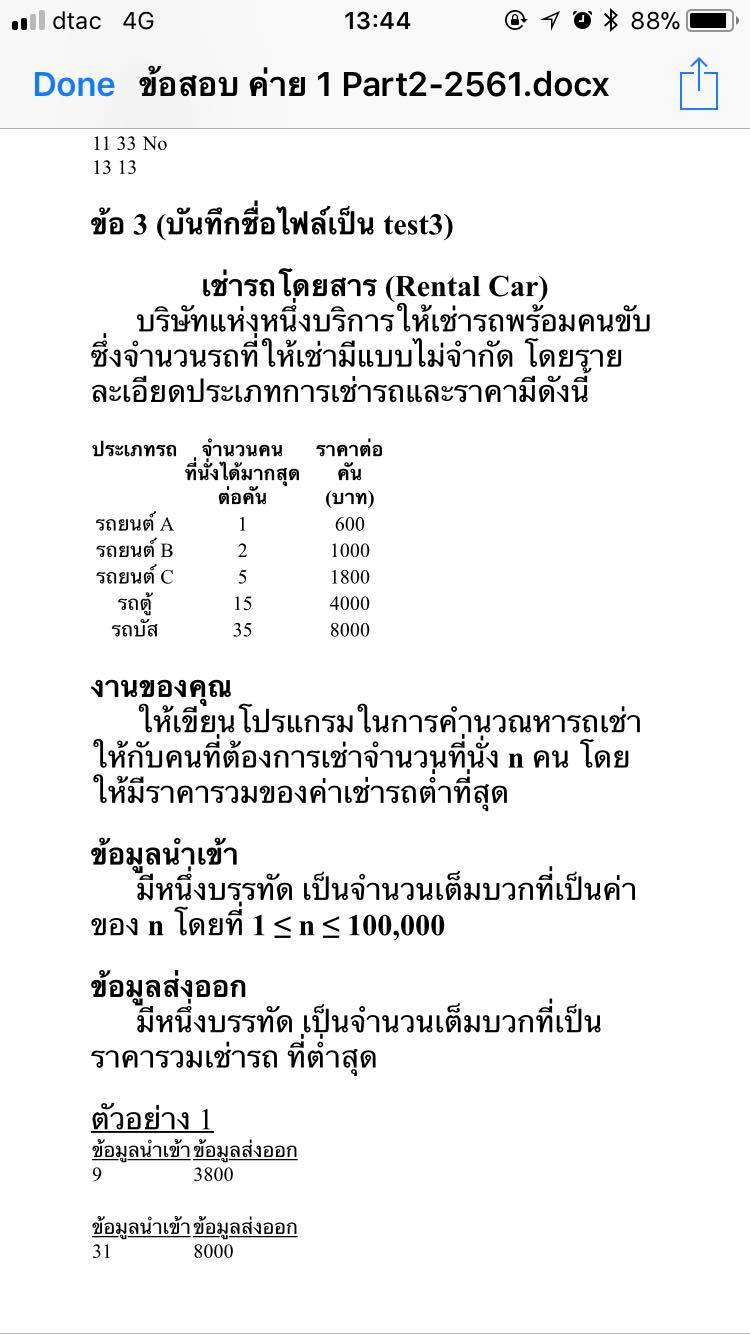 dtac 4G 13:44 88%
Done ข้อสอบ ค่าย 1 Part2-2561.docx
11 33 No
13 13
ข้อ 3 (บันทึกชื่อไฟล์เป็น test3)
เช่ารถโดยสาร (Rental Car)
บริษัทแห่งหนึ่งบริการให้เช่ารถพร้อมคนขับ
ซึ่งจำนวนรถที่ให้เช่ามีแบบไม่จำกัด โดยราย
ละเอียดประเภทการเช่ารถและราคามีดังนี้
ประเภทรถ จำนวนคน ราคาต่อ
ที่นั่งได้มากสุด คัน
ต่อคัน (บาท)
รถยนต์ A 1 600
รถยนต์ B 2 1000
รถยนต์ C 5 1800
รถตู้ 15 4000
รถบัส 35 8000
งานของคุณ
ให้เขียนโปรแกรมในการคำนวณหารถเช่า
ให้กับคนที่ต้องการเช่าจำนวนที่นั่ง n คน โดย
ให้มีราคารวมของค่าเช่ารถต่ำที่สุด
ข้อมูลนำเข้า
มีหนึ่งบรรทัด เป็นจำนวนเต็มบวกที่เป็นค่า
ของ n โดยที่ 1 ≤ n ≤ 100,000
ข้อมูลส่งออก
มีหนึ่งบรรทัด เป็นจำนวนเต็มบวกที่เป็น
ราคารวมเช่ารถ ที่ต่ำสุด
ตัวอย่าง 1
ข้อมูลนำเข้า ข้อมูลส่งออก
9 3800
ข้อมูลนำเข้า ข้อมูลส่งออก
31 8000